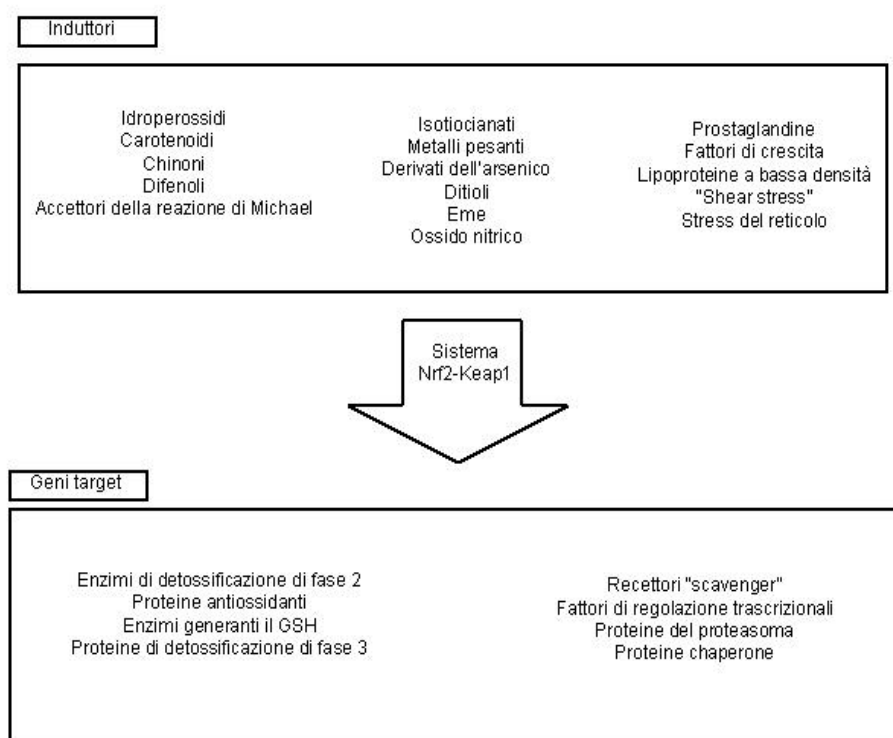 Induttori
Idroperossidi
Carotenoidi
Chinoni
Difenoli
Accettori della reazione di Michael
Isotiocianati
Metalli pesanti
Derivati dell'arsenico
Ditioli
Eme
Ossido nitrico
Prostaglandine
Fattori di crescita
Lipoproteine a bassa densità
"Shear stress"
Stress del reticolo
Sistema
Nrf2-Keap1
Geni target
Enzimi di detossificazione di fase 2
Proteine antiossidanti
Enzimi generanti il GSH
Proteine di detossificazione di fase 3
Recettori "scavenger"
Fattori di regolazione trascrizionali
Proteine del proteasoma
Proteine chaperone